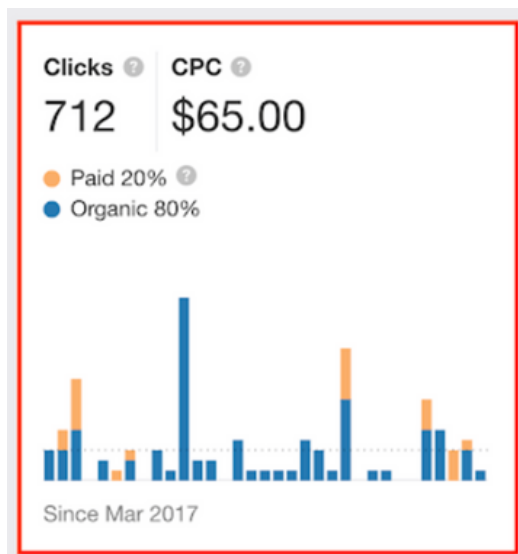 Clicks ? CPC ?
712 $65.00
Paid 20% ?
Organic 80%
Since Mar 2017